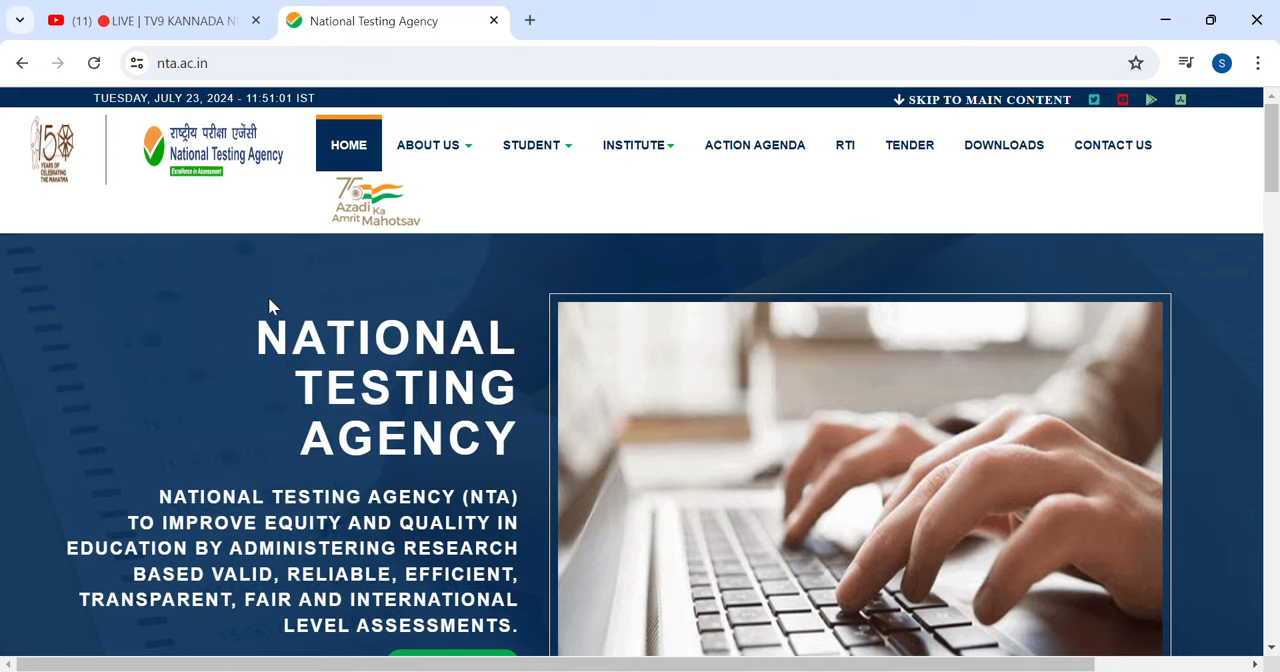 (11) 🔴LIVE | TV9 KANNADA N
National Testing Agency
nta.ac.in
S
TUESDAY, JULY 23, 2024 - 11:51:01 IST
SKIP TO MAIN CONTENT
150
YEARS OF
CELEBRATING
THE MAHATMA
राष्ट्रीय परीक्षा एजेंसी
National Testing Agency
Excellence in Assessment
HOME
ABOUT US
STUDENT
INSTITUTE
ACTION AGENDA
RTI
TENDER
DOWNLOADS
CONTACT US
75
Azadi Ka
Amrit Mahotsav
NATIONAL
TESTING
AGENCY
NATIONAL TESTING AGENCY (NTA)
TO IMPROVE EQUITY AND QUALITY IN
EDUCATION BY ADMINISTERING RESEARCH
BASED VALID, RELIABLE, EFFICIENT,
TRANSPARENT, FAIR AND INTERNATIONAL
LEVEL ASSESSMENTS.